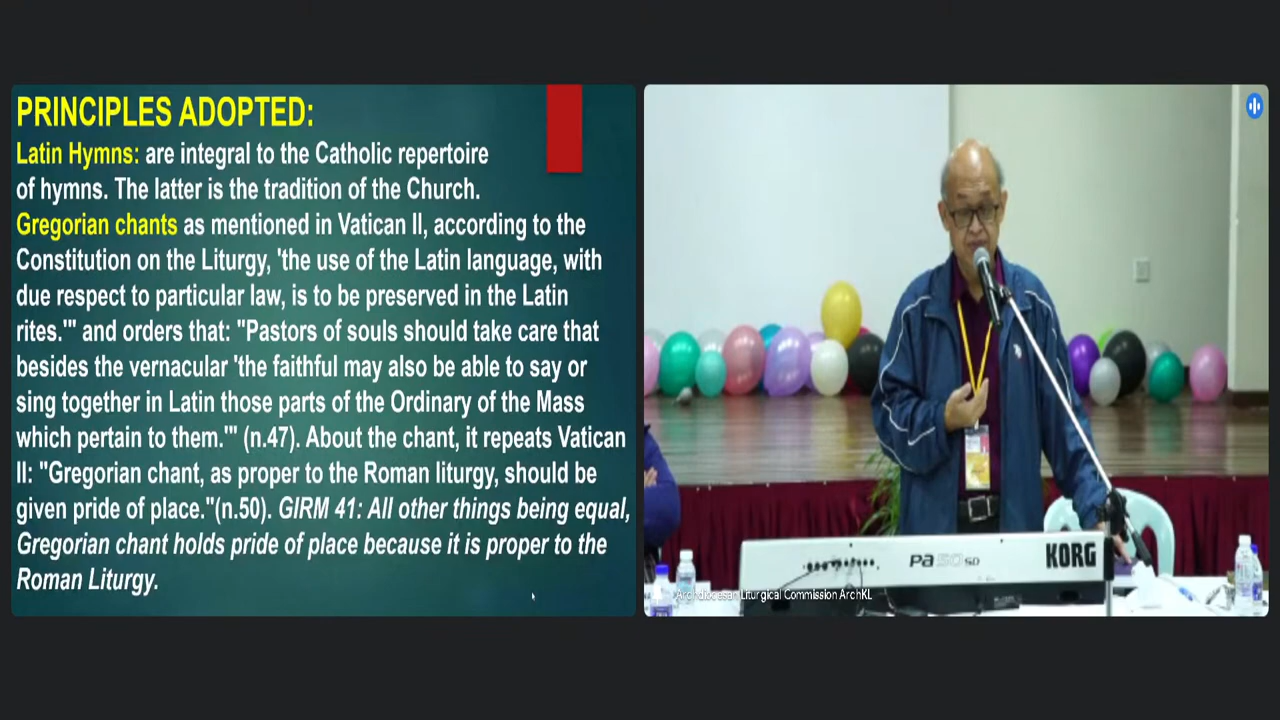 PRINCIPLES ADOPTED:
Latin Hymns: are integral to the Catholic repertoire
of hymns. The latter is the tradition of the Church.
Gregorian chants as mentioned in Vatican II, according to the
Constitution on the Liturgy, 'the use of the Latin language, with
due respect to particular law, is to be preserved in the Latin
rites.'" and orders that: "Pastors of souls should take care that
besides the vernacular 'the faithful may also be able to say or
sing together in Latin those parts of the Ordinary of the Mass
which pertain to them.'" (n.47). About the chant, it repeats Vatican
II: "Gregorian chant, as proper to the Roman liturgy, should be
given pride of place."(n.50). GIRM 41: All other things being equal,
Gregorian chant holds pride of place because it is proper to the
Roman Liturgy.
Pa 50 SD KORG
Archdiocesan Liturgical Commission ArchKL